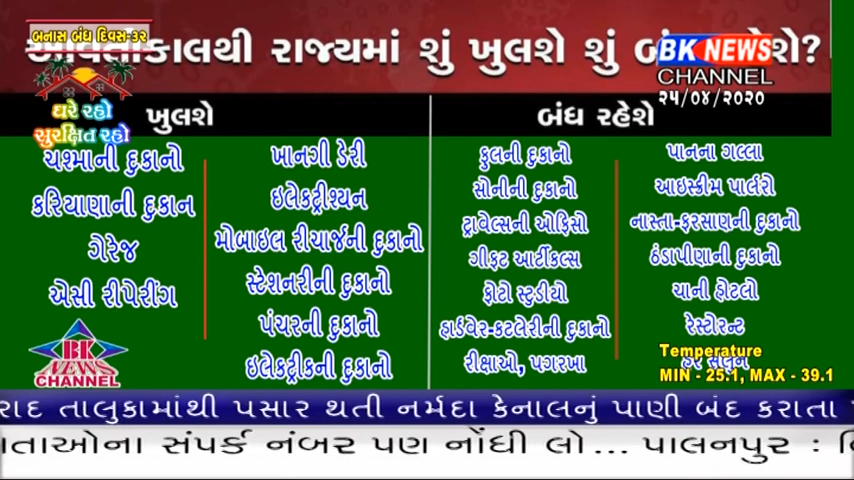 બનાસ બંધ દિવસ-૩૨
આવતીકાલથી રાજ્યમાં શું ખુલશે શું બંધ રહેશે?
BK NEWS
CHANNEL
૨૫/૦૪/૨૦૨૦
ઘરે રહો
સુરક્ષિત રહો
ખુલશે
ચશ્માની દુકાનો
કરિયાણાની દુકાન
ગેરેજ
એસી રીપેરીંગ
ખાનગી ડેરી
ઇલેક્ટ્રીશ્યન
મોબાઇલ રીચાર્જની દુકાનો
સ્ટેશનરીની દુકાનો
પંચરની દુકાનો
ઇલેક્ટ્રીકની દુકાનો
બંધ રહેશે
ફુલની દુકાનો
સોનીની દુકાનો
ટ્રાવેલ્સની ઓફિસો
ગીફ્ટ આર્ટીકલ્સ
ફોટો સ્ટુડીયો
હાર્ડવેર-કટલેરીની દુકાનો
રીક્ષાઓ, પગરખા
પાનના ગલ્લા
આઇસ્ક્રીમ પાર્લરો
નાસ્તા-ફરસાણની દુકાનો
ઠંડાપીણાની દુકાનો
ચાની હોટલો
રેસ્ટોરન્ટ
હેર સલુન
BK
NEWS
CHANNEL
Temperature
MIN - 25.1, MAX - 39.1
રાદ તાલુકામાંથી પસાર થતી નર્મદા કેનાલનું પાણી બંદ કરાતા
તાઓના સંપર્ક નંબર પણ નોંધી લો... પાલનપુર :